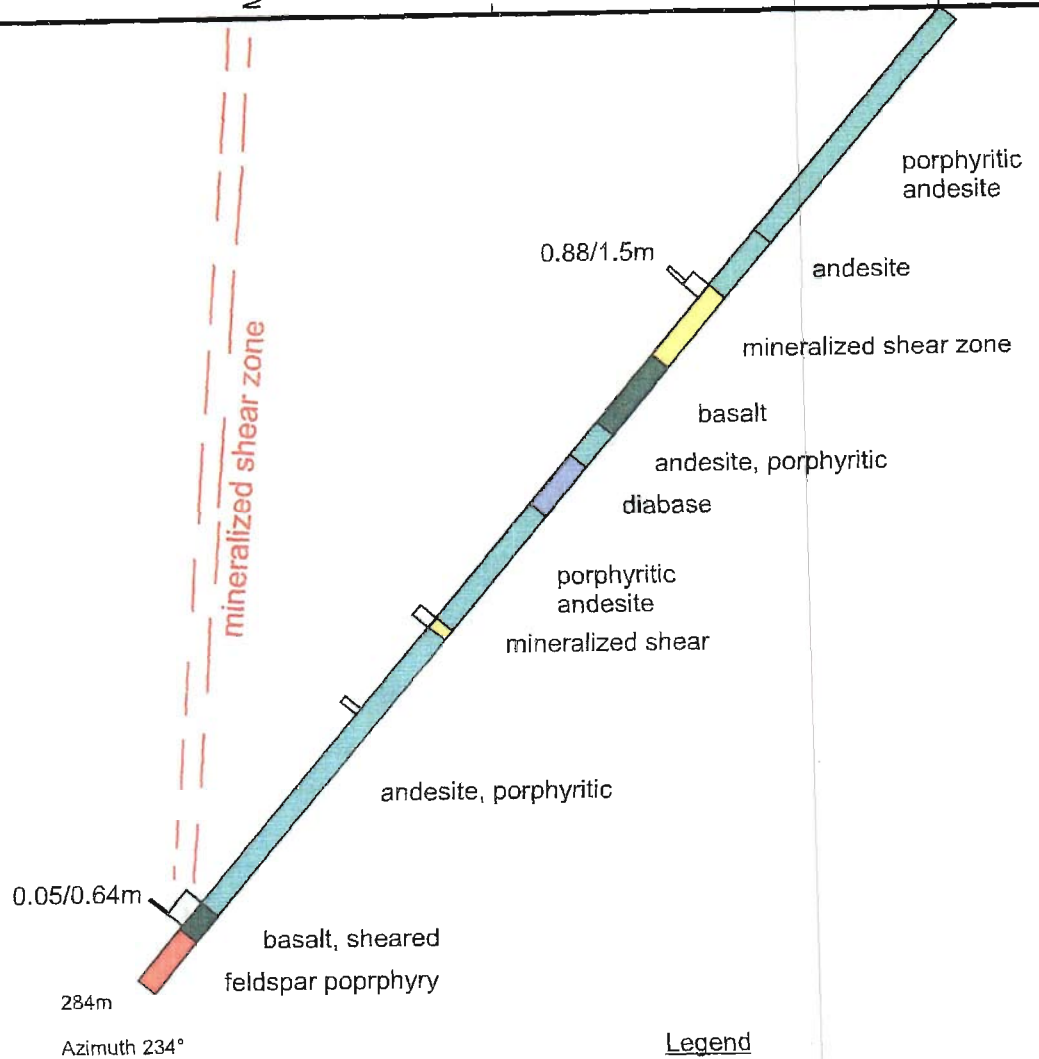 porphyritic
andesite
0.88/1.5m
andesite
mineralized shear zone
mineralized shear zone
basalt
andesite, porphyritic
diabase
porphyritic
andesite
mineralized shear
andesite, porphyritic
0.05/0.64m
basalt, sheared
feldspar poprphyry
284m
Azimuth 234°
Legend